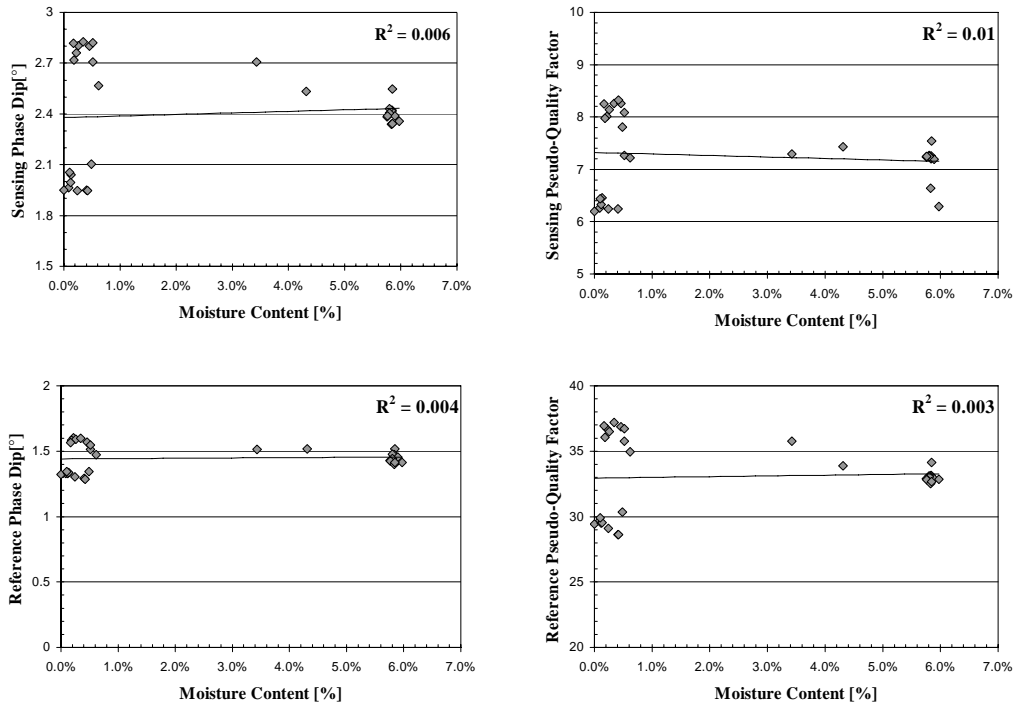 3
2.7
2.4
2.1
1.8
1.5
Sensing Phase Dip[°]
R² = 0.006
0.0% 1.0% 2.0% 3.0% 4.0% 5.0% 6.0% 7.0%
Moisture Content [%]
10
9
8
7
6
5
Sensing Pseudo-Quality Factor
R² = 0.01
0.0% 1.0% 2.0% 3.0% 4.0% 5.0% 6.0% 7.0%
Moisture Content [%]
2
1.5
1
0.5
0
Reference Phase Dip[°]
R² = 0.004
0.0% 1.0% 2.0% 3.0% 4.0% 5.0% 6.0% 7.0%
Moisture Content [%]
40
35
30
25
20
Reference Pseudo-Quality Factor
R² = 0.003
0.0% 1.0% 2.0% 3.0% 4.0% 5.0% 6.0% 7.0%
Moisture Content [%]